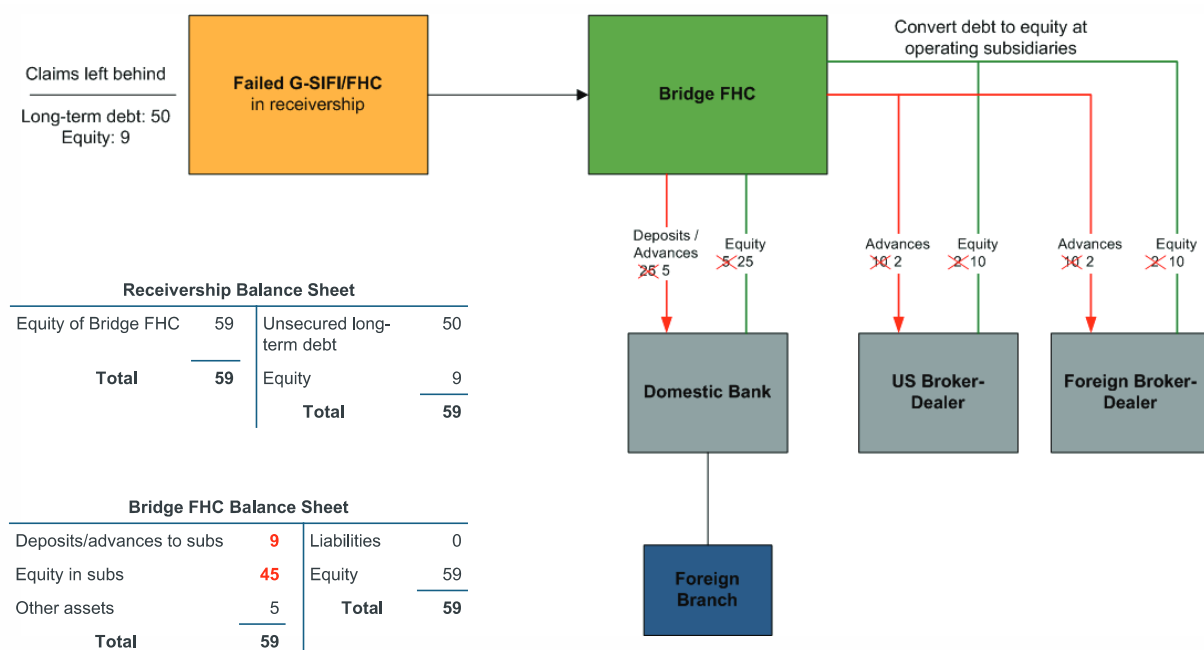 Convert debt to equity at
operating subsidiaries
Claims left behind
Long-term debt: 50
Equity: 9
Failed G-SIFI/FHC
in receivership
Bridge FHC
Deposits /
Advances
25 5
Equity
5 25
Advances
10 2
Equity
2 10
Advances
10 2
Equity
2 10
Domestic Bank
US Broker-
Dealer
Foreign Broker-
Dealer
Foreign
Branch
Receivership Balance Sheet
Equity of Bridge FHC 59 Unsecured long- 50
term debt
Total 59 Equity 9
Total 59
Bridge FHC Balance Sheet
Deposits/advances to subs 9 Liabilities 0
Equity in subs 45 Equity 59
Other assets 5 Total 59
Total 59